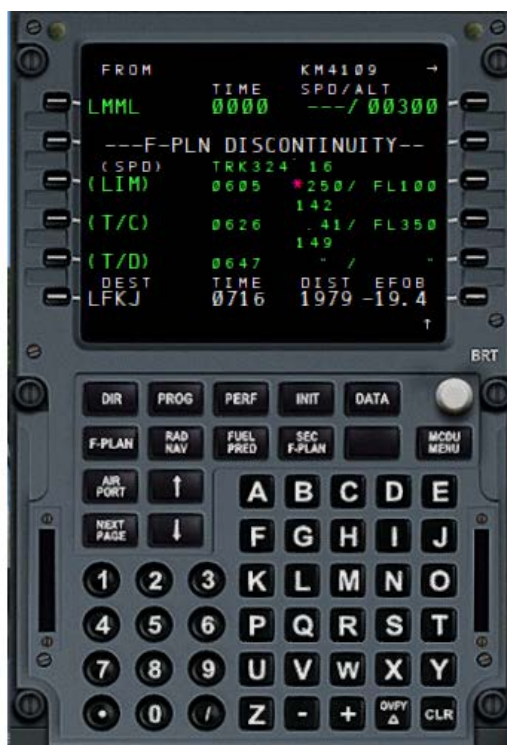 FROM KM4109 →
TIME SPD/ALT
LMML 0000 ---/ 00300
---F-PLN DISCONTINUITY--
(SPD) TRK324° 16
(LIM) 0605 *250/ FL100
142
(T/C) 0626 .41/ FL350
149
(T/D) 0647 " / "
DEST TIME DIST EFOB
LFKJ 0716 1979 -19.4
↑
BRT
DIR PROG PERF INIT DATA
F-PLAN RAD NAV FUEL PRED SEC F-PLAN MCDU MENU
AIR PORT ↑
NEXT PAGE ↓
A B C D E
F G H I J
1 2 3 K L M N O
4 5 6 P Q R S T
7 8 9 U V W X Y
• 0 / Z - + OVFY Δ CLR